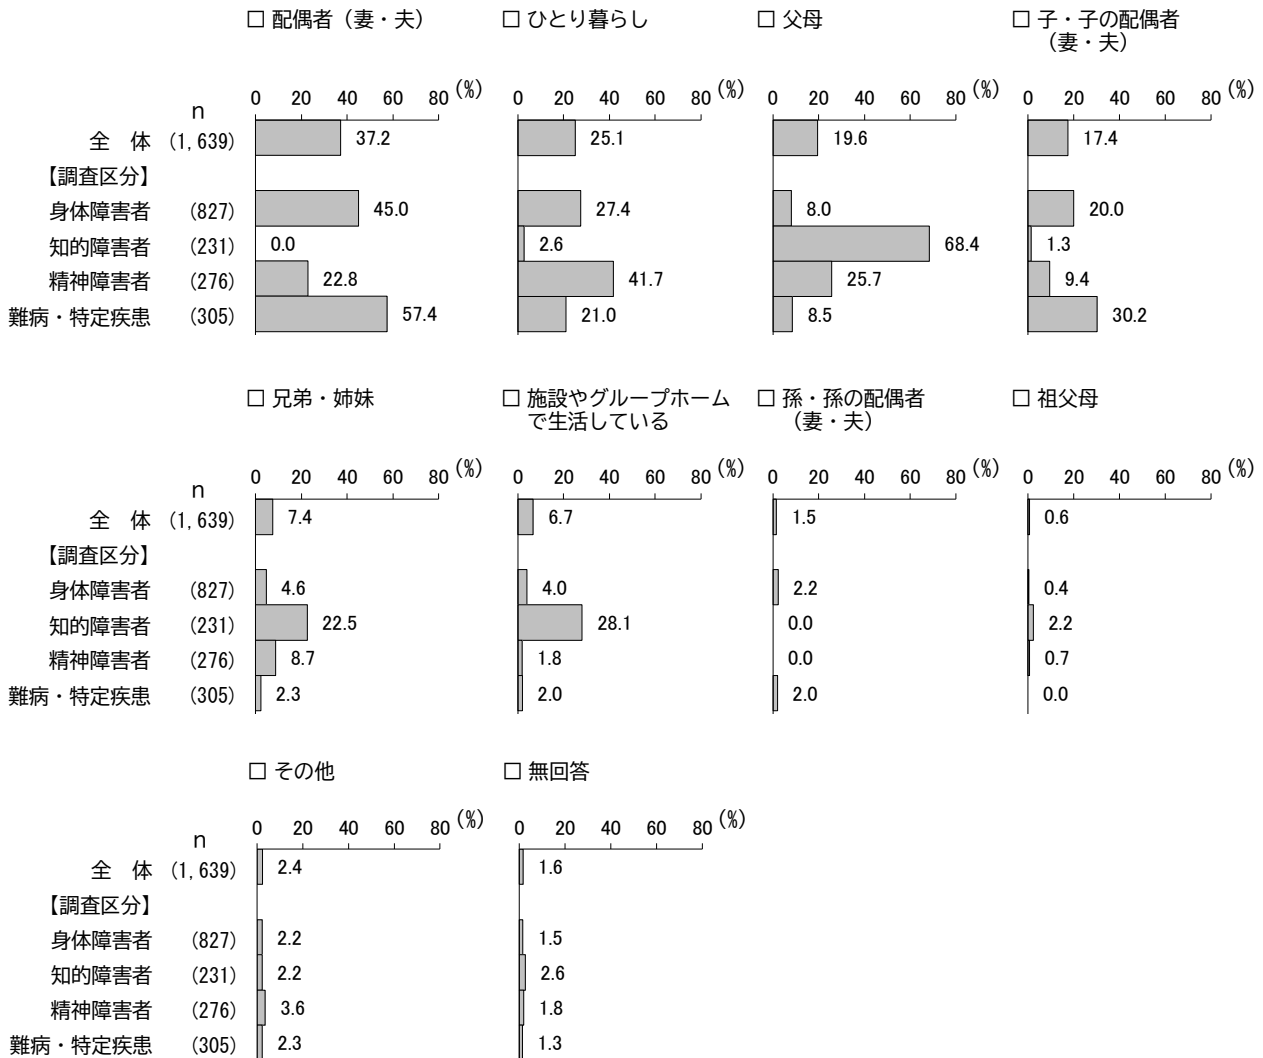 □ 配偶者（妻・夫） □ ひとり暮らし □ 父母 □ 子・子の配偶者
（妻・夫）
0 20 40 60 80 (%) 0 20 40 60 80 (%) 0 20 40 60 80 (%) 0 20 40 60 80 (%)
n
全　体 (1,639) 37.2 25.1 19.6 17.4
【調査区分】
身体障害者 (827) 45.0 27.4 8.0 20.0
知的障害者 (231) 0.0 2.6 68.4 1.3
精神障害者 (276) 22.8 41.7 25.7 9.4
難病・特定疾患 (305) 57.4 21.0 8.5 30.2
□ 兄弟・姉妹 □ 施設やグループホーム □ 孫・孫の配偶者 □ 祖父母
で生活している （妻・夫）
0 20 40 60 80 (%) 0 20 40 60 80 (%) 0 20 40 60 80 (%) 0 20 40 60 80 (%)
n
全　体 (1,639) 7.4 6.7 1.5 0.6
【調査区分】
身体障害者 (827) 4.6 4.0 2.2 0.4
知的障害者 (231) 22.5 28.1 0.0 2.2
精神障害者 (276) 8.7 1.8 0.0 0.7
難病・特定疾患 (305) 2.3 2.0 2.0 0.0
□ その他 □ 無回答
0 20 40 60 80 (%) 0 20 40 60 80 (%)
n
全　体 (1,639) 2.4 1.6
【調査区分】
身体障害者 (827) 2.2 1.5
知的障害者 (231) 2.2 2.6
精神障害者 (276) 3.6 1.8
難病・特定疾患 (305) 2.3 1.3